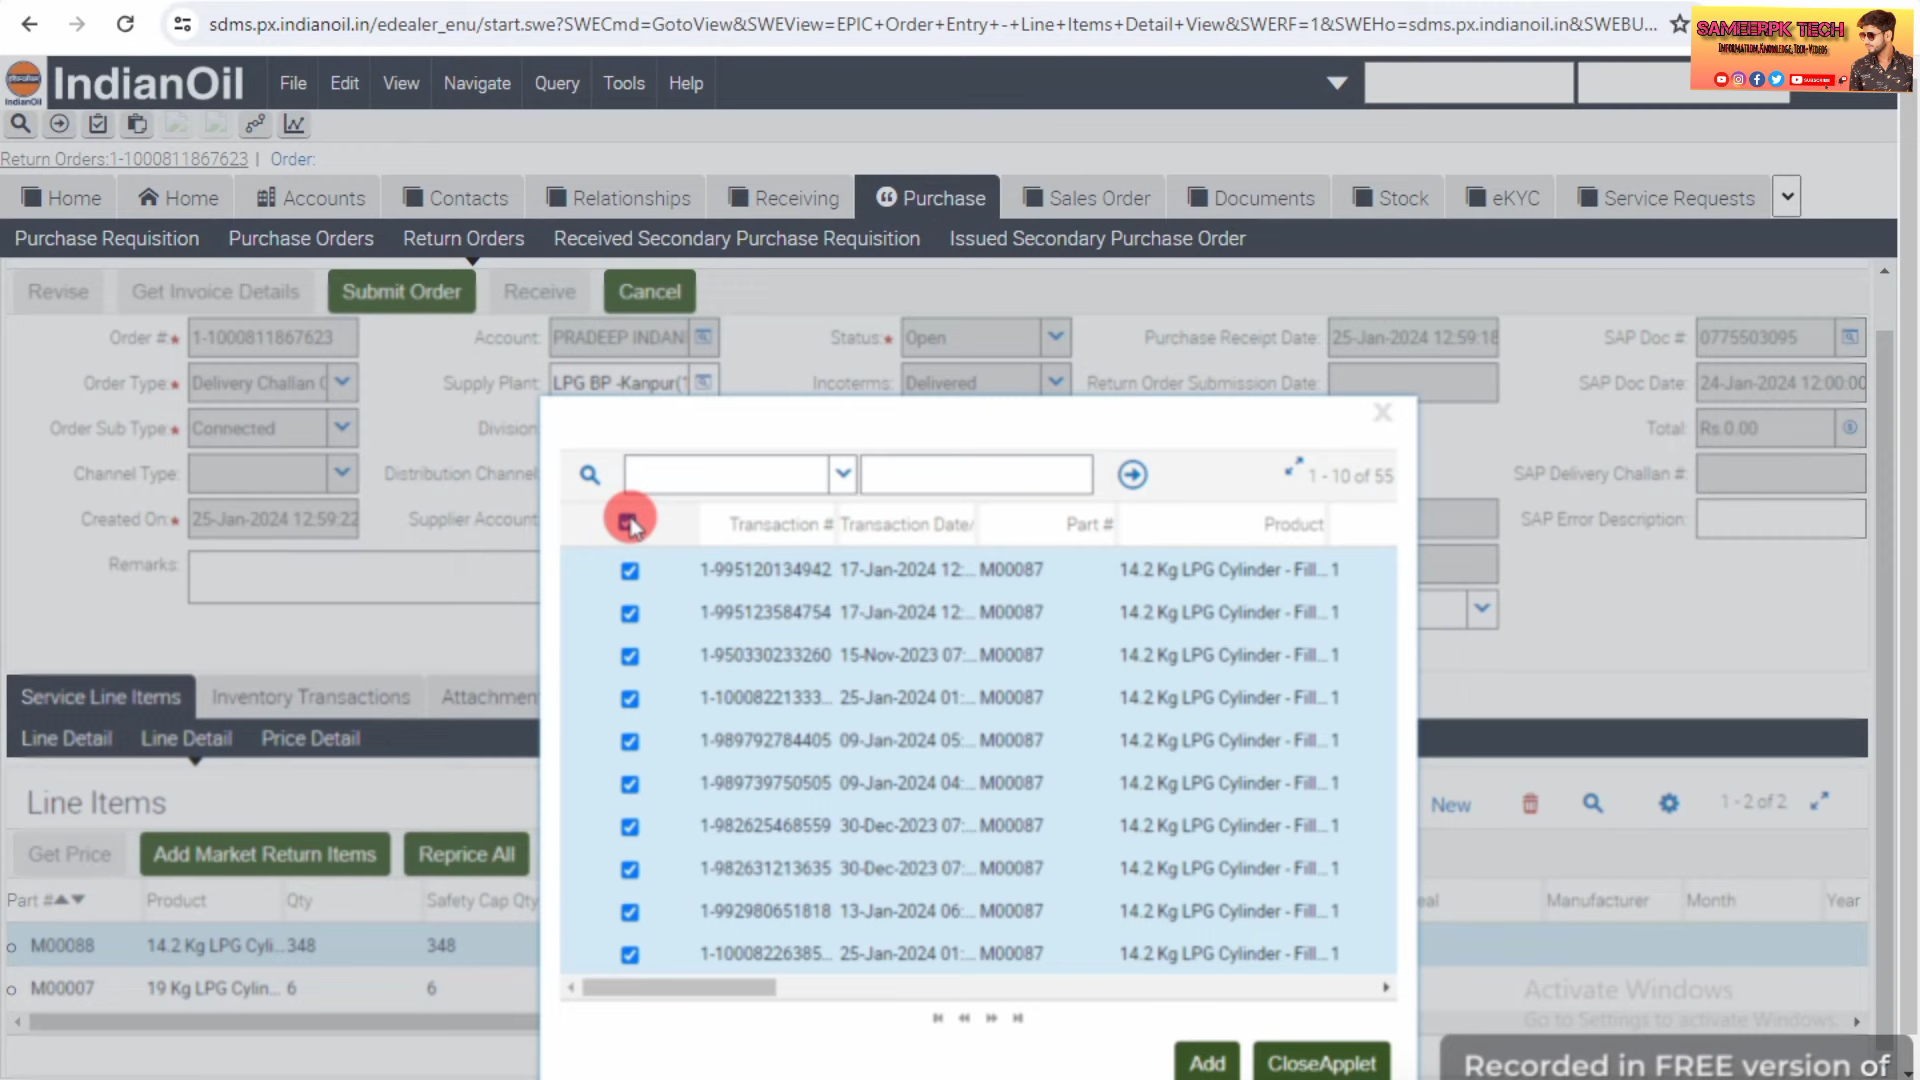 sdms.px.indianoil.in/edealer_enu/start.swe?SWECmd=GotoView&SWEView=EPIC+Order+Entry+-+Line+Items+Detail+View&SWERF=1&SWEHo=sdms.px.indianoil.in&SWEBU...
SAMEERPK TECH
INFORMATION, KNOWLEDGE, TECH-VIDEOS
SUBSCRIBE
IndianOil File Edit View Navigate Query Tools Help
IndianOil
Return Orders:1-1000811867623 | Order:
Home Home Accounts Contacts Relationships Receiving Purchase Sales Order Documents Stock eKYC Service Requests
Purchase Requisition Purchase Orders Return Orders Received Secondary Purchase Requisition Issued Secondary Purchase Order
Revise Get Invoice Details Submit Order Receive Cancel
Order #:* 1-1000811867623 Account: PRADEEP INDAN Status:* Open Purchase Receipt Date: 25-Jan-2024 12:59:18 SAP Doc #: 0775503095
Order Type:* Delivery Challan Supply Plant: LPG BP -Kanpur( Incoterms: Delivered Return Order Submission Date: SAP Doc Date: 24-Jan-2024 12:00:00
Order Sub Type:* Connected Division Total: Rs.0.00
Channel Type: Distribution Channel SAP Delivery Challan #:
Created On:* 25-Jan-2024 12:59:22 Supplier Account SAP Error Description:
Remarks:
1 - 10 of 55
Transaction # Transaction Date/ Part # Product
1-995120134942 17-Jan-2024 12:... M00087 14.2 Kg LPG Cylinder - Fill... 1
1-995123584754 17-Jan-2024 12:... M00087 14.2 Kg LPG Cylinder - Fill... 1
1-950330233260 15-Nov-2023 07:... M00087 14.2 Kg LPG Cylinder - Fill... 1
1-10008221333... 25-Jan-2024 01:... M00087 14.2 Kg LPG Cylinder - Fill... 1
1-989792784405 09-Jan-2024 05:... M00087 14.2 Kg LPG Cylinder - Fill... 1
1-989739750505 09-Jan-2024 04:... M00087 14.2 Kg LPG Cylinder - Fill... 1
1-982625468559 30-Dec-2023 07:... M00087 14.2 Kg LPG Cylinder - Fill... 1
1-982631213635 30-Dec-2023 07:... M00087 14.2 Kg LPG Cylinder - Fill... 1
1-992980651818 13-Jan-2024 06:... M00087 14.2 Kg LPG Cylinder - Fill... 1
1-10008226385... 25-Jan-2024 01:... M00087 14.2 Kg LPG Cylinder - Fill... 1
Add CloseApplet
Service Line Items Inventory Transactions Attachmen
Line Detail Line Detail Price Detail
Line Items New 1 - 2 of 2
Get Price Add Market Return Items Reprice All
Part # Product Qty Safety Cap Qty eal Manufacturer Month Year
M00088 14.2 Kg LPG Cyli... 348 348
M00007 19 Kg LPG Cylin... 6 6
Activate Windows
Go to Settings to activate Windows.
Recorded in FREE version of